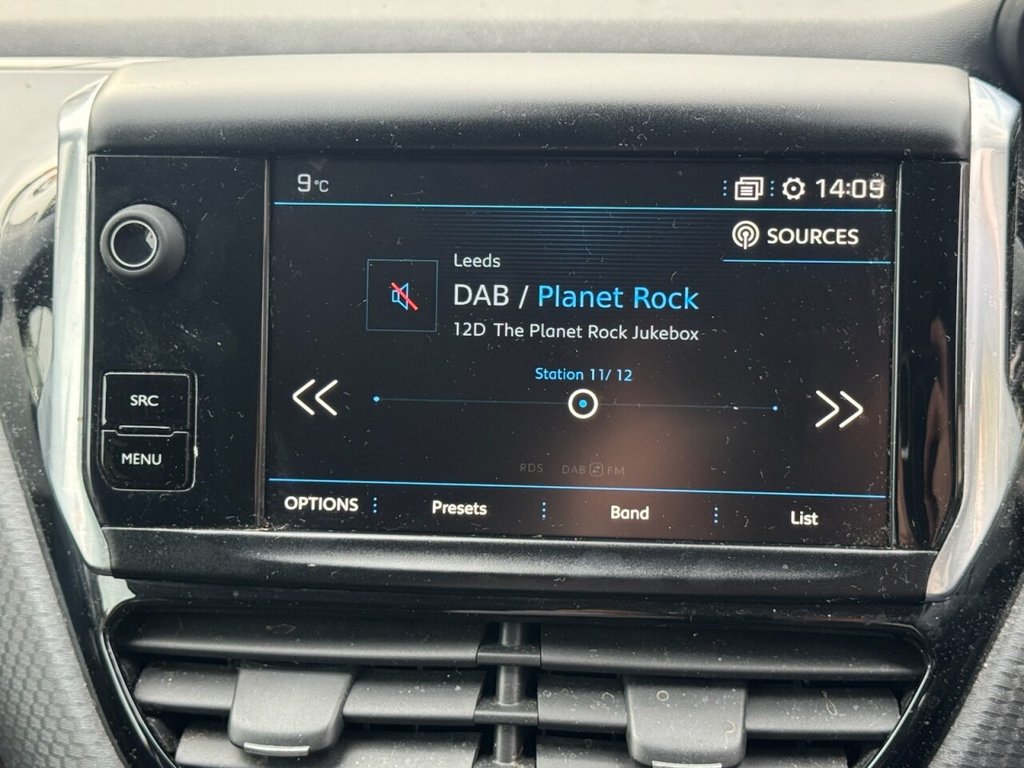 9°C 14:09
SOURCES
Leeds
DAB / Planet Rock
12D The Planet Rock Jukebox
Station 11/ 12
SRC
MENU
RDS DAB FM
OPTIONS Presets Band List